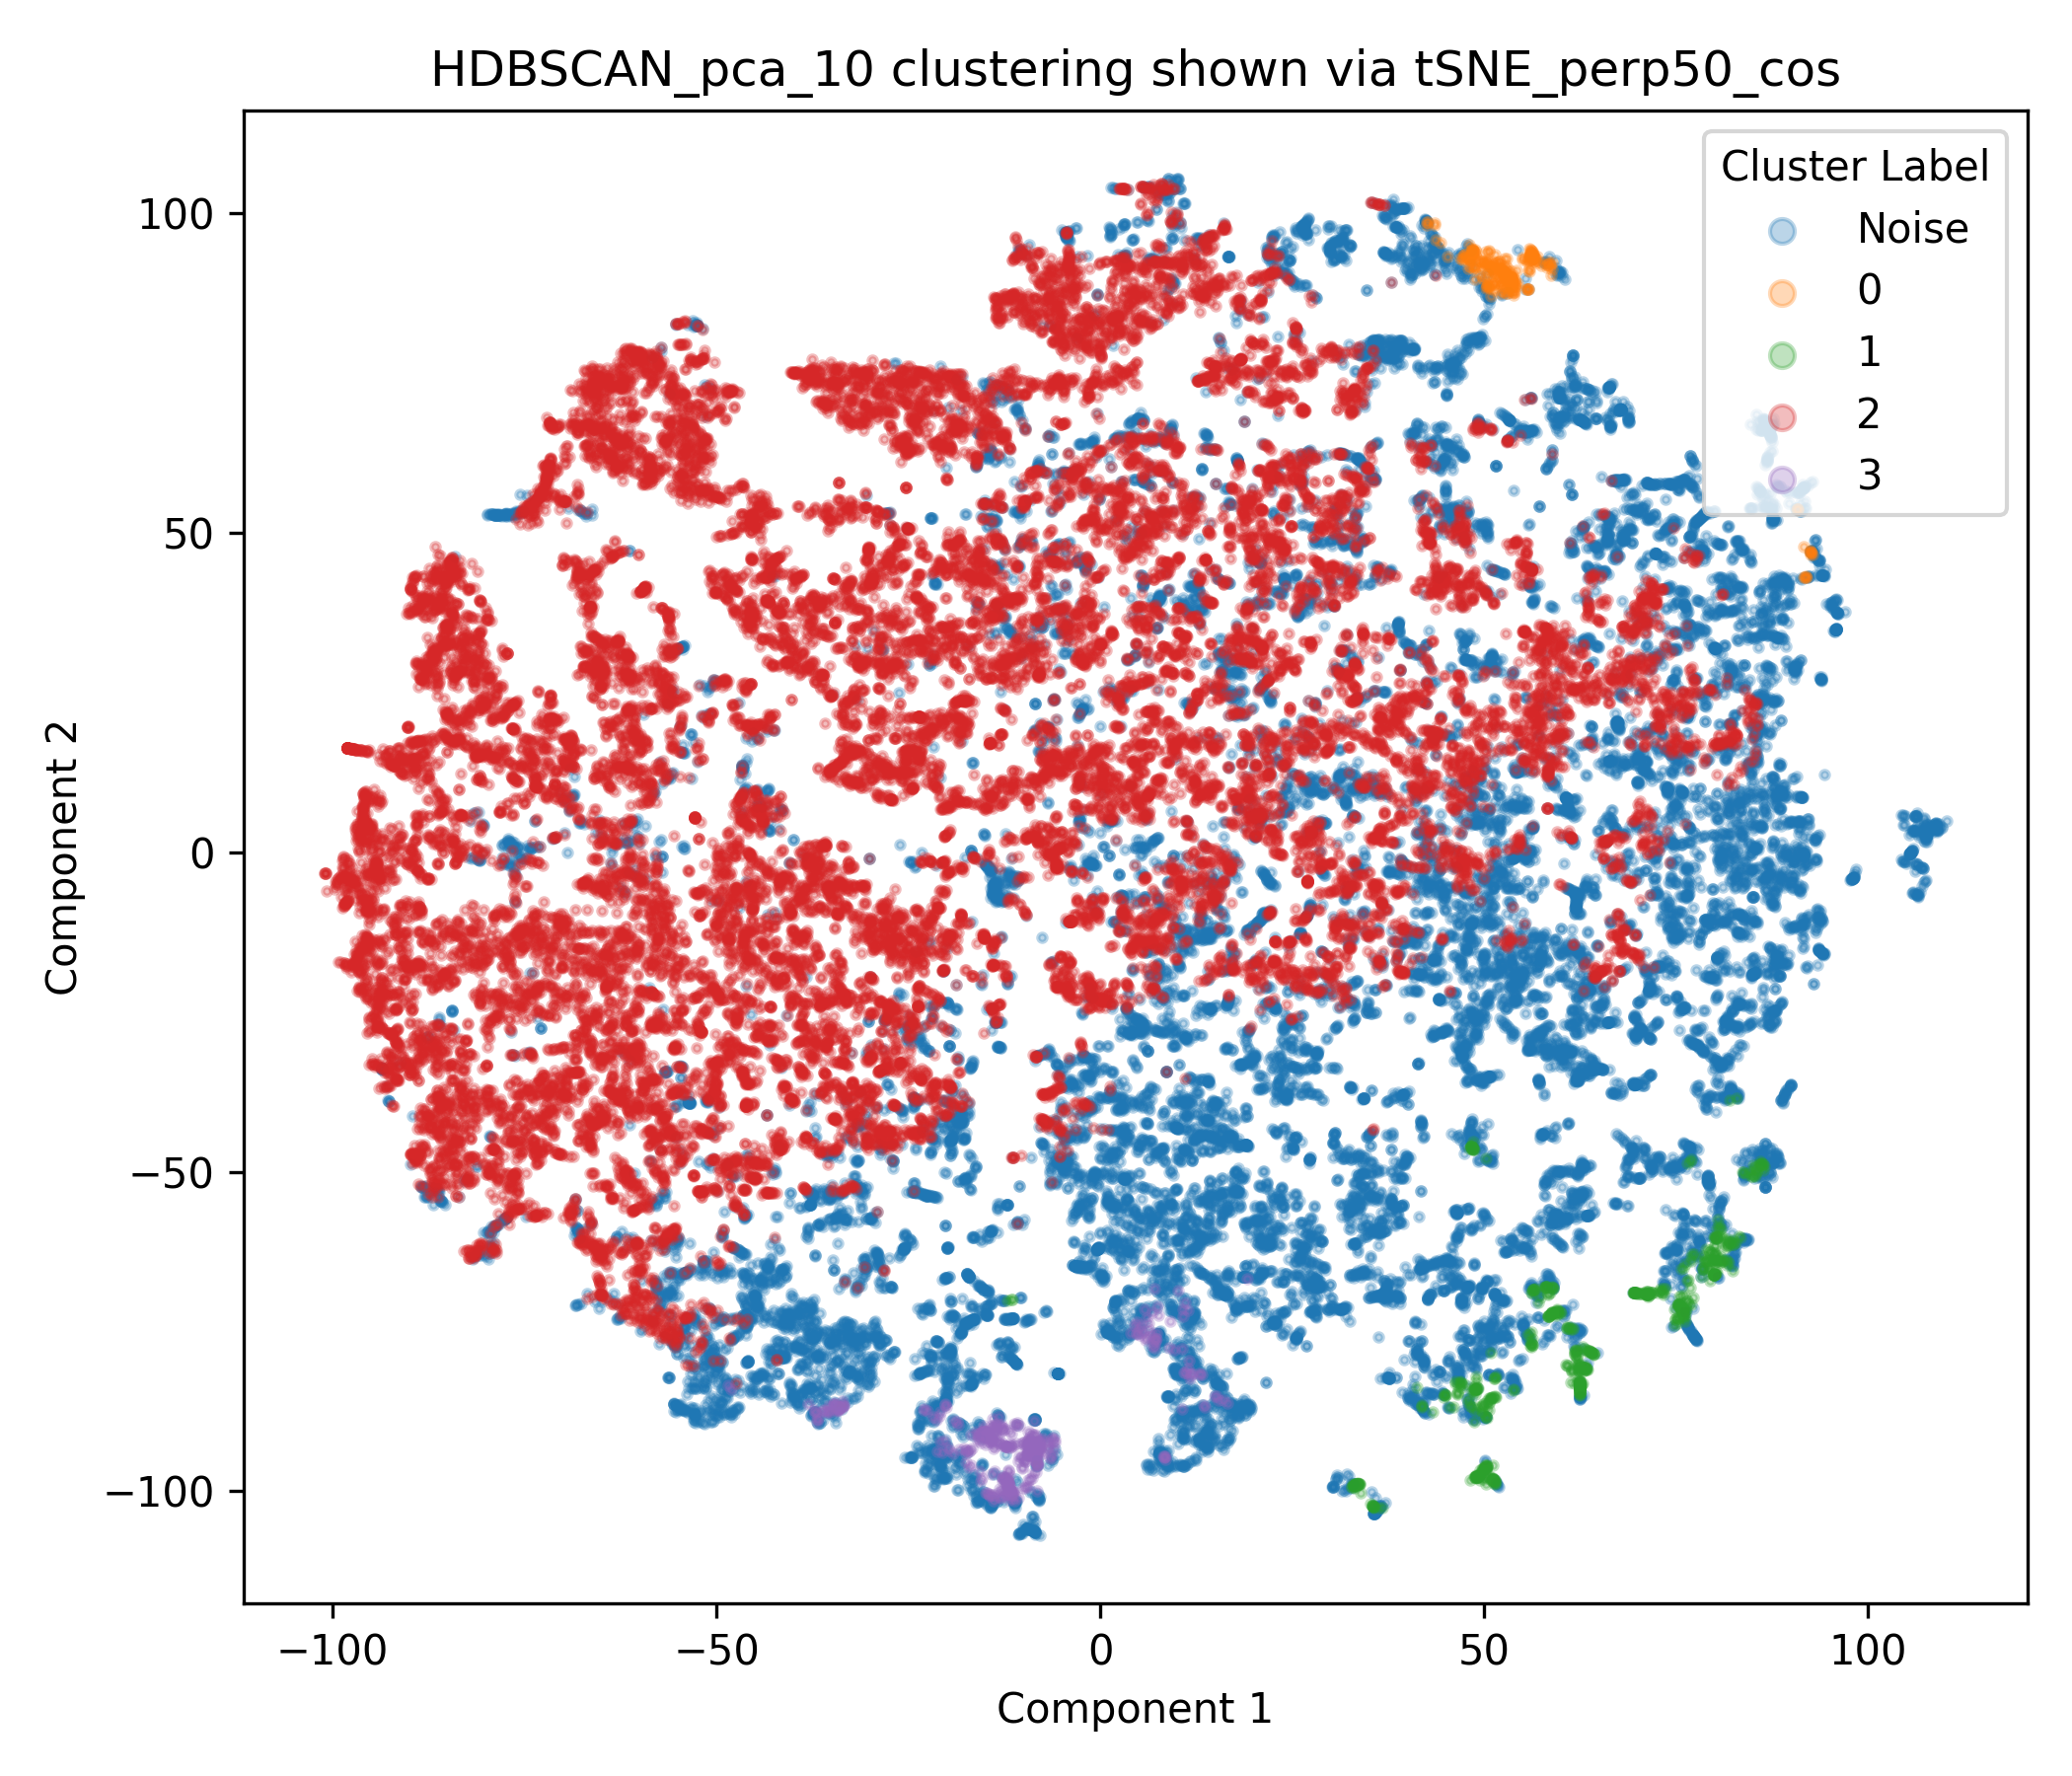 HDBSCAN_pca_10 clustering shown via tSNE_perp50_cos
Cluster Label
Noise
0
1
2
3
100
50
0
−50
−100
Component 2
−100
−50
0
50
100
Component 1